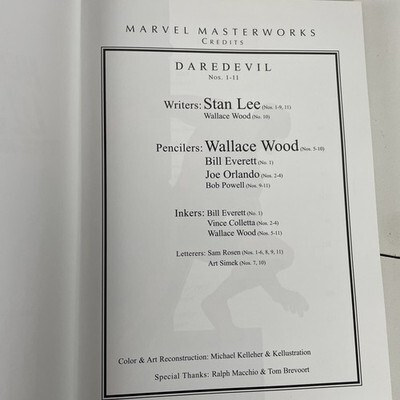 MARVEL MASTERWORKS
CREDITS
DAREDEVIL
Nos. 1-11
Writers: Stan Lee (Nos. 1-9, 11)
Wallace Wood (No. 10)
Pencilers: Wallace Wood (Nos. 5-10)
Bill Everett (No. 1)
Joe Orlando (Nos. 2-4)
Bob Powell (Nos. 9-11)
Inkers: Bill Everett (No. 1)
Vince Colletta (Nos. 2-4)
Wallace Wood (Nos. 5-11)
Letterers: Sam Rosen (Nos. 1-6, 8, 9, 11)
Art Simek (Nos. 7, 10)
Color & Art Reconstruction: Michael Kelleher & Kellustration
Special Thanks: Ralph Macchio & Tom Brevoort